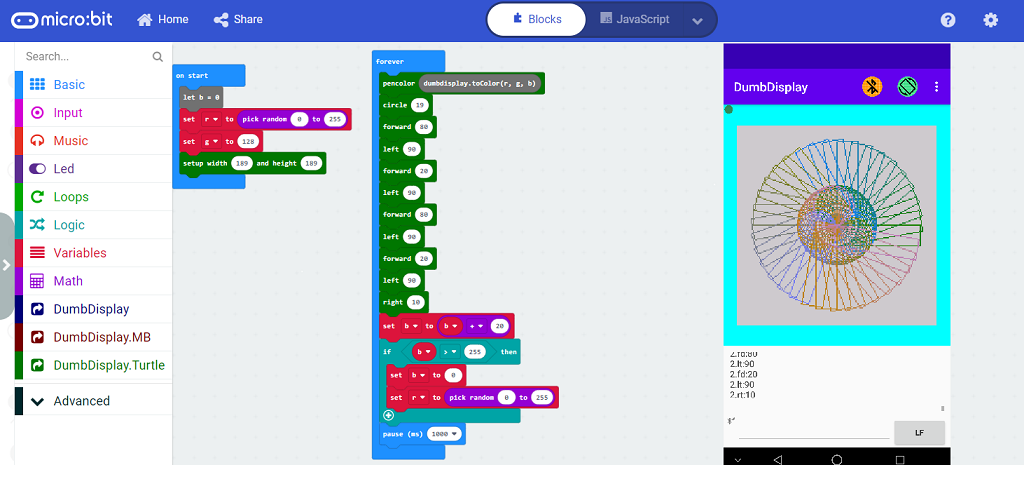 micro:bit Home Share Blocks JavaScript
Search...
Basic
Input
Music
Led
Loops
Logic
Variables
Math
DumbDisplay
DumbDisplay.MB
DumbDisplay.Turtle
Advanced
on start
let b = 0
set r to pick random 0 to 255
set g to 128
setup width 189 and height 189
forever
pencolor dumbdisplay.toColor(r, g, b)
circle 19
forward 80
left 90
forward 20
left 90
forward 80
left 90
forward 20
left 90
right 10
set b to b + 20
if b > 255 then
set b to 0
set r to pick random 0 to 255
pause (ms) 1000
DumbDisplay
2.fd:80
2.lt:90
2.fd:20
2.lt:90
2.rt:10
LF